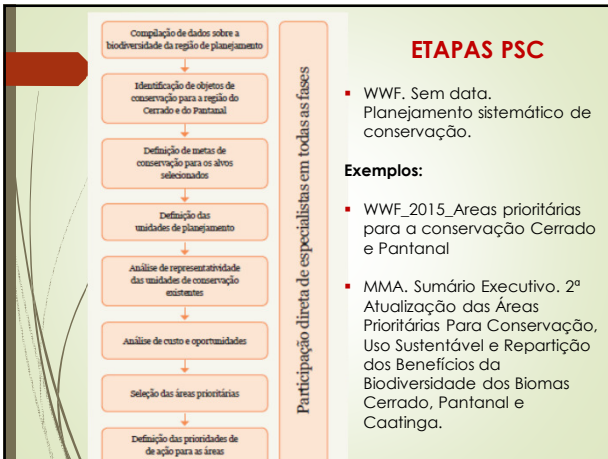 Compilação de dados sobre a
biodiversidade da região de planejamento
Identificação de objetos de
conservação para a região do
Cerrado e do Pantanal
Definição de metas de
conservação para os alvos
selecionados
Definição das
unidades de planejamento
Análise de representatividade
das unidades de conservação
existentes
Análise de custo e oportunidades
Seleção das áreas prioritárias
Definição das prioridades de
de ação para as áreas
Participação direta de especialistas em todas as fases
ETAPAS PSC
▪ WWF. Sem data.
Planejamento sistemático de
conservação.
Exemplos:
▪ WWF_2015_Areas prioritárias
para a conservação Cerrado
e Pantanal
▪ MMA. Sumário Executivo. 2ª
Atualização das Áreas
Prioritárias Para Conservação,
Uso Sustentável e Repartição
dos Benefícios da
Biodiversidade dos Biomas
Cerrado, Pantanal e
Caatinga.